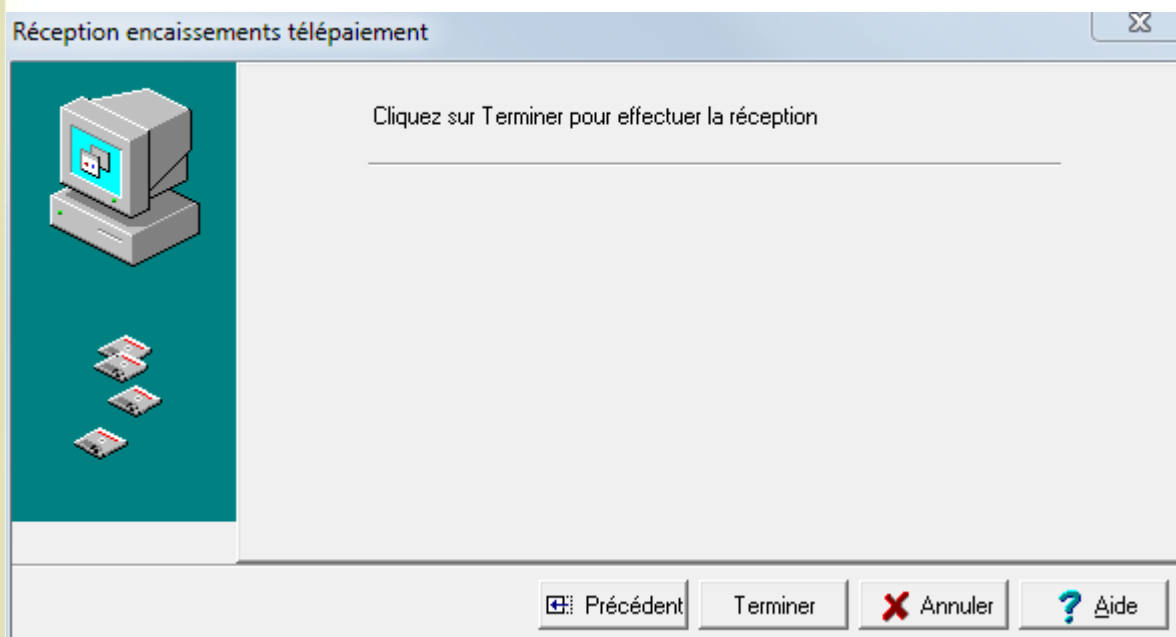 Réception encaissements télépaiement
Cliquez sur Terminer pour effectuer la réception
Précédent Terminer Annuler Aide